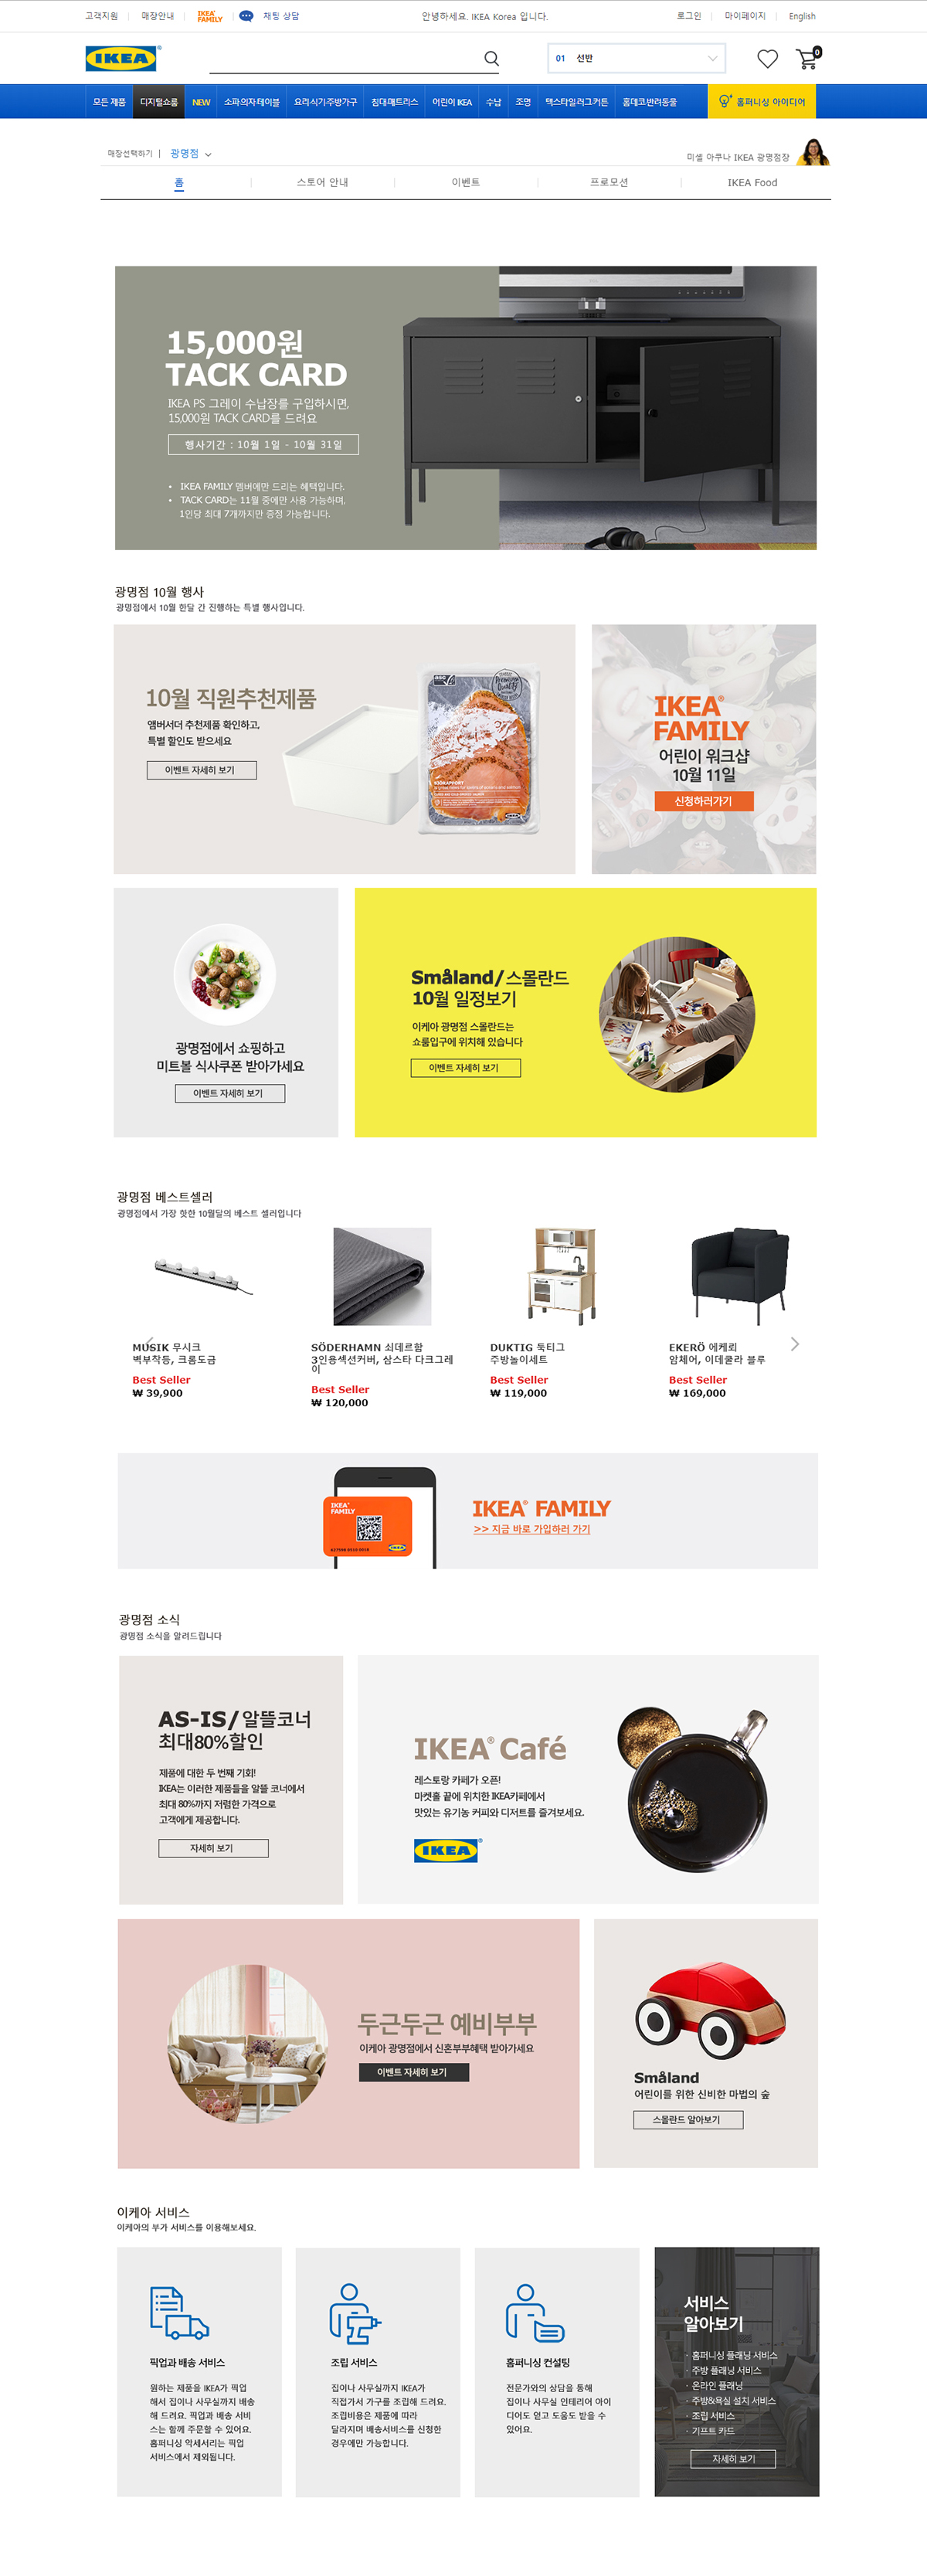 고객지원 매장안내 IKEA FAMILY 채팅 상담 안녕하세요. IKEA Korea 입니다. 로그인 마이페이지 English
IKEA 01 선반 0
모든 제품 디지털쇼룸 NEW 소파·의자·테이블 요리·식기·주방가구 침대·매트리스 어린이 IKEA 수납 조명 텍스타일·러그·커튼 홈데코·반려동물 홈퍼니싱 아이디어
매장선택하기 | 광명점
미셸 아쿠나 IKEA 광명점장
홈 스토어 안내 이벤트 프로모션 IKEA Food
15,000원
TACK CARD
IKEA PS 그레이 수납장를 구입하시면,
15,000원 TACK CARD를 드려요
행사기간 : 10월 1일 - 10월 31일
• IKEA FAMILY 멤버에만 드리는 혜택입니다.
• TACK CARD는 11월 중에만 사용 가능하며,
1인당 최대 7개까지만 증정 가능합니다.
광명점 10월 행사
광명점에서 10월 한달 간 진행하는 특별 행사입니다.
10월 직원추천제품
앰버서더 추천제품 확인하고,
특별 할인도 받으세요
이벤트 자세히 보기
asc
IKEA
IKEA
FAMILY
어린이 워크샵
10월 11일
신청하러가기
광명점에서 쇼핑하고
미트볼 식사쿠폰 받아가세요
이벤트 자세히 보기
Småland/스몰란드
10월 일정보기
이케아 광명점 스몰란드는
쇼룸입구에 위치해 있습니다
이벤트 자세히 보기
광명점 베스트셀러
광명점에서 가장 핫한 10월달의 베스트 셀러입니다
MUSIK 무시크
벽부착등, 크롬도금
Best Seller
₩ 39,900
SÖDERHAMN 쇠데르함
3인용섹션커버, 삼스타 다크그레
이
Best Seller
₩ 120,000
DUKTIG 둑티그
주방놀이세트
Best Seller
₩ 119,000
EKERÖ 에케뢰
암체어, 이데쿨라 블루
Best Seller
₩ 169,000
IKEA
FAMILY
IKEA
IKEA FAMILY
>> 지금 바로 가입하러 가기
광명점 소식
광명점 소식을 알려드립니다
AS-IS/알뜰코너
최대80%할인
제품에 대한 두 번째 기회!
IKEA는 이러한 제품들을 알뜰 코너에서
최대 80%까지 저렴한 가격으로
고객에게 제공합니다.
자세히 보기
IKEA® Café
레스토랑 카페가 오픈!
마켓홀 끝에 위치한 IKEA카페에서
맛있는 유기농 커피와 디저트를 즐겨보세요.
IKEA
두근두근 예비부부
이케아 광명점에서 신혼부부혜택 받아가세요
이벤트 자세히 보기
Småland
어린이를 위한 신비한 마법의 숲
스몰란드 알아보기
이케아 서비스
이케아의 부가 서비스를 이용해보세요.
픽업과 배송 서비스
원하는 제품을 IKEA가 픽업
해서 집이나 사무실까지 배송
해 드려요. 픽업과 배송 서비
스는 함께 주문할 수 있어요.
홈퍼니싱 악세서리는 픽업
서비스에서 제외됩니다.
조립 서비스
집이나 사무실까지 IKEA가
직접가서 가구를 조립해 드려요.
조립비용은 제품에 따라
달라지며 배송서비스를 신청한
경우에만 가능합니다.
홈퍼니싱 컨설팅
전문가와의 상담을 통해
집이나 사무실 인테리어 아이
디어도 얻고 도움도 받을 수
있어요.
서비스
알아보기
· 홈퍼니싱 플래닝 서비스
· 주방 플래닝 서비스
· 온라인 플래닝
· 주방&욕실 설치 서비스
· 조립 서비스
· 기프트 카드
자세히 보기